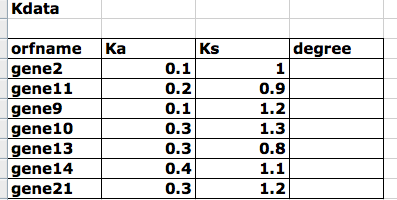 Kdata
orfname Ka Ks degree
gene2 0.1 1
gene11 0.2 0.9
gene9 0.1 1.2
gene10 0.3 1.3
gene13 0.3 0.8
gene14 0.4 1.1
gene21 0.3 1.2